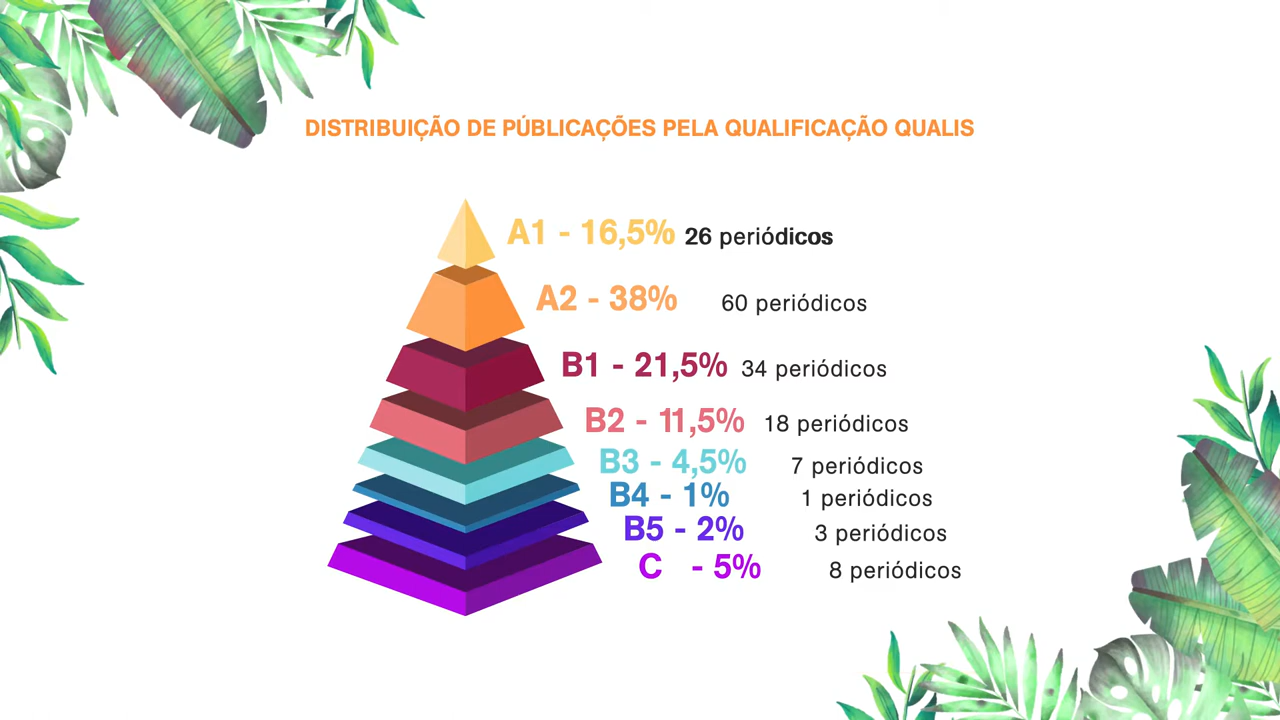 DISTRIBUIÇÃO DE PÚBLICAÇÕES PELA QUALIFICAÇÃO QUALIS
A1 - 16,5% 26 periódicos
A2 - 38% 60 periódicos
B1 - 21,5% 34 periódicos
B2 - 11,5% 18 periódicos
B3 - 4,5% 7 periódicos
B4 - 1% 1 periódicos
B5 - 2% 3 periódicos
C - 5% 8 periódicos